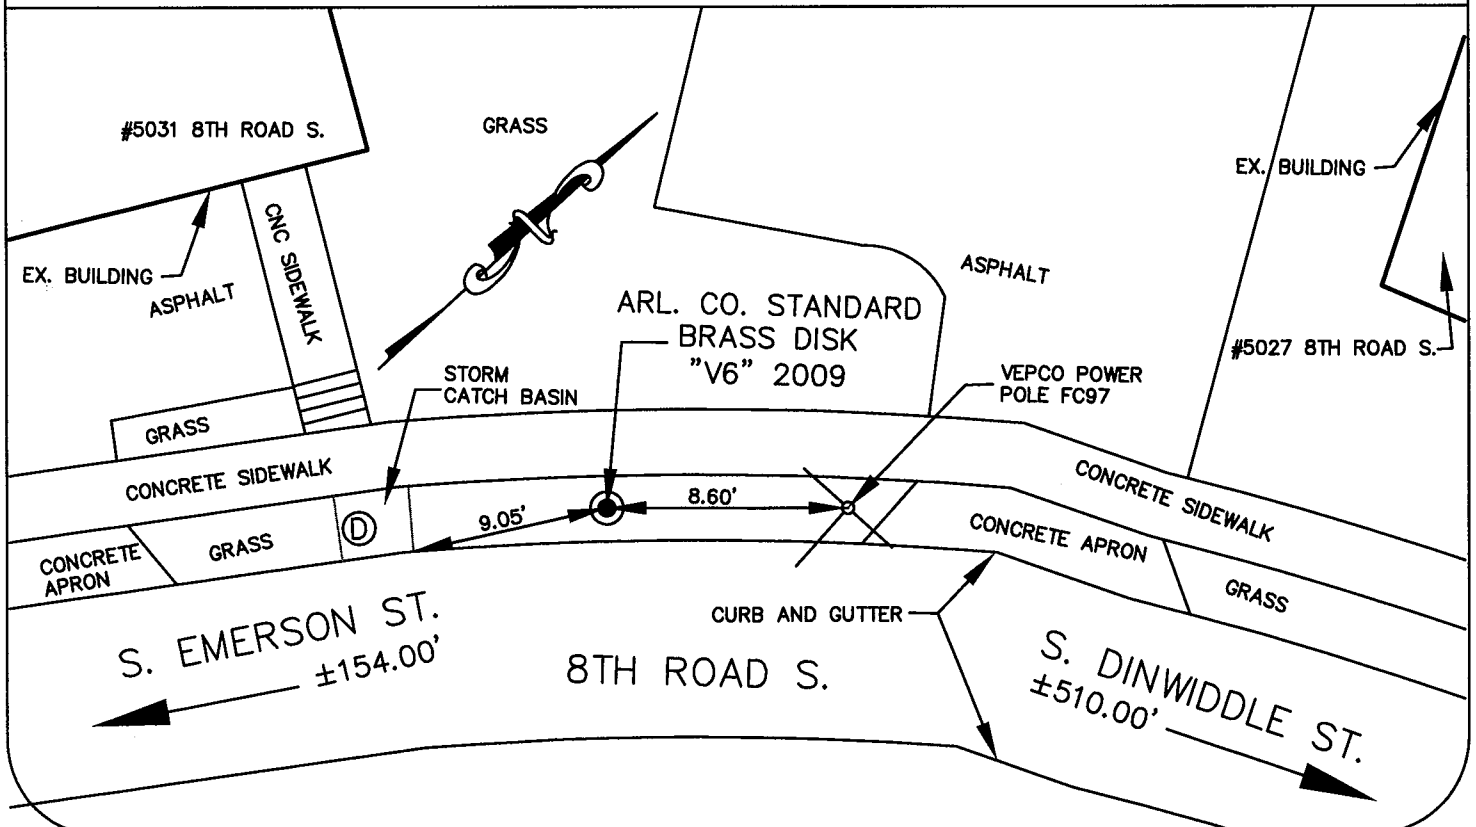 #5031 8TH ROAD S.
GRASS
EX. BUILDING
CNC SIDEWALK
EX. BUILDING
ASPHALT
ASPHALT
ARL. CO. STANDARD
BRASS DISK
"V6" 2009
#5027 8TH ROAD S.
STORM
CATCH BASIN
VEPCO POWER
POLE FC97
GRASS
CONCRETE SIDEWALK
CONCRETE SIDEWALK
8.60'
9.05'
D
GRASS
CONCRETE
APRON
CONCRETE APRON
GRASS
CURB AND GUTTER
S. EMERSON ST.
±154.00'
8TH ROAD S.
S. DINWIDDLE ST.
±510.00'